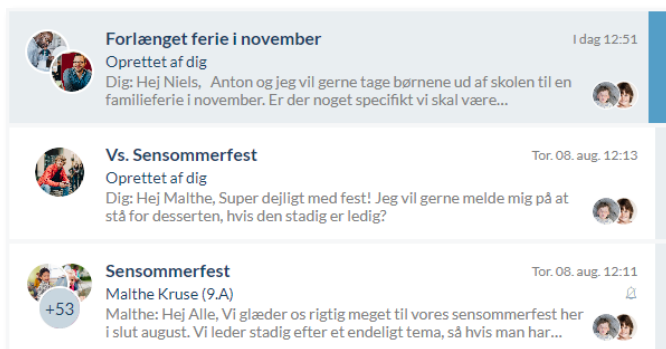 Forlænget ferie i november
I dag 12:51
Oprettet af dig
Dig: Hej Niels,   Anton og jeg vil gerne tage børnene ud af skolen til en
familieferie i november. Er der noget specifikt vi skal være...
Vs. Sensommerfest
Tor. 08. aug. 12:13
Oprettet af dig
Dig: Hej Malthe, Super dejligt med fest! Jeg vil gerne melde mig på at
stå for desserten, hvis den stadig er ledig?
Sensommerfest
Tor. 08. aug. 12:11
+53
Malthe Kruse (9.A)
Malthe: Hej Alle, Vi glæder os rigtig meget til vores sensommerfest her
i slut august. Vi leder stadig efter et endeligt tema, så hvis man har...